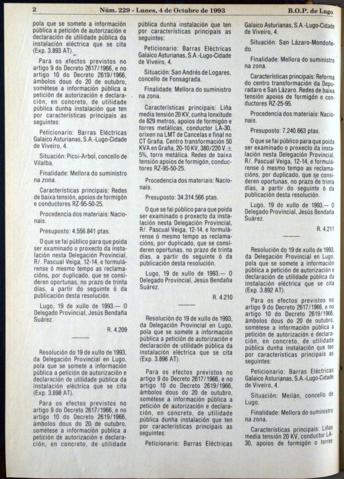 2
Núm. 229 - Lunes, 4 de Octubre de 1993
B.O.P. de Lugo
pola que se somete a información
pública a petición de autorización e
declaración de utilidade pública da
instalación eléctrica que se cita
(Exp. 3.893 AT).
Para os efectos previstos no
artigo 9 do Decreto 2617/1966, e no
artigo 10 do Decreto 2619/1966,
ámbolos dous do 20 de outubro,
sométese a información pública a
petición de autorización e declara-
ción, en concreto, de utilidade
pública dunha instalación que ten
por características principais as
seguintes:
Peticionario: Barras Eléctricas
Galaico Asturianas, S.A.-Lugo-Cidade
de Viveiro, 4.
Situación: Picoi-Arbol, concello de
Vilalba.
Finalidade: Mellora do suministro
na zona.
Características principais: Redes
de baixa tensión, apoios de formigón
e conductores RZ-95-50-25.
Procedencia dos materiais: Nacio-
nais.
Presuposto: 4.556.841 ptas.
O que se fai público para que poida
ser examinado o proxecto da insta-
lación nesta Delegación Provincial,
R/. Pascual Veiga, 12-14, e formula-
rense ó mesmo tempo as reclama-
cións, por duplicado, que se consi-
deren oportunas, no prazo de trinta
días, a partir do seguinte ó da
publicación desta resolución.
Lugo, 19 de xullo de 1993.— O
Delegado Provincial, Jesús Bendaña
Suárez.
R. 4.209
Resolución do 19 de xullo de 1993,
da Delegación Provincial en Lugo,
pola que se somete a información
pública a petición de autorización e
declaración de utilidade pública da
instalación eléctrica que se cita
(Exp. 3.898 AT).
Para os efectos previstos no
artigo 9 do Decreto 2617/1966, e no
artigo 10 do Decreto 2619/1966,
ámbolos dous do 20 de outubro,
sométese a información pública a
petición de autorización e declara-
ción, en concreto, de utilidade
pública dunha instalación que ten
por características principais as
seguintes:
Peticionario: Barras Eléctricas
Galaico Asturianas, S.A.-Lugo-Cidade
de Viveiro, 4.
Situación: San Andrés de Logares,
concello de Fonsagrada.
Finalidade: Mellora do suministro
na zona.
Características principais: Liña
media tensión 20 KV, cunha lonxitude
de 829 metros, apoios de formigón e
torres metálicas, conductor LA-30,
orixen na LMT de Cancelas e final no
CT Graña. Centro transformación 50
KVA en Graña, 20-10 KV, 380/220 V ±
5%, torre metálica. Redes de baixa
tensión apoios de formigón, conduc-
tores RZ-95-50-25.
Procedencia dos materiais: Nacio-
nais.
Presuposto: 34.314.566 ptas.
O que se fai público para que poida
ser examinado o proxecto da insta-
lación nesta Delegación Provincial,
R/. Pascual Veiga, 12-14, e formula-
rense ó mesmo tempo as reclama-
cións, por duplicado, que se consi-
deren oportunas, no prazo de trinta
días, a partir do seguinte ó da
publicación desta resolución.
Lugo, 19 de xullo de 1993.— O
Delegado Provincial, Jesús Bendaña
Suárez.
R. 4.210
Resolución do 19 de xullo de 1993,
da Delegación Provincial en Lugo,
pola que se somete a información
pública a petición de autorización e
declaración de utilidade pública da
instalación eléctrica que se cita
(Exp. 3.896 AT).
Para os efectos previstos no
artigo 9 do Decreto 2617/1966, e no
artigo 10 do Decreto 2619/1966,
ámbolos dous do 20 de outubro,
sométese a información pública a
petición de autorización e declara-
ción, en concreto, de utilidade
pública dunha instalación que ten
por características principais as
seguintes:
Peticionario: Barras Eléctricas
Galaico Asturianas, S.A.-Lugo-Cidade
de Viveiro, 4.
Situación: San Lázaro-Mondoñe-
do.
Finalidade: Mellora do suministro
na zona.
Características principais: Reforma
do centro transformación da Depu-
radaro e San Lázaro. Redes de baixa
tensión apoios de formigón e con-
ductores RZ-25-95.
Procedencia dos materiais: Nacio-
nais.
Presuposto: 7.240.663 ptas.
O que se fai público para que poida
ser examinado o proxecto da insta-
lación nesta Delegación Provincial,
R/. Pascual Veiga, 12-14, e formula-
rense ó mesmo tempo as reclama-
cións, por duplicado, que se consi-
deren oportunas, no prazo de trinta
días, a partir do seguinte ó da
publicación desta resolución.
Lugo, 19 de xullo de 1993.— O
Delegado Provincial, Jesús Bendaña
Suárez.
R. 4.211
Resolución do 19 de xullo de 1993,
da Delegación Provincial en Lugo,
pola que se somete a información
pública a petición de autorización e
declaración de utilidade pública da
instalación eléctrica que se cita
(Exp. 3.892 AT).
Para os efectos previstos no
artigo 9 do Decreto 2617/1966, e no
artigo 10 do Decreto 2619/1966,
ámbolos dous do 20 de outubro,
sométese a información pública a
petición de autorización e declara-
ción, en concreto, de utilidade
pública dunha instalación que ten
por características principais as
seguintes:
Peticionario: Barras Eléctricas
Galaico Asturianas, S.A.-Lugo-Cidade
de Viveiro, 4.
Situación: Meilán, concello de
Lugo.
Finalidade: Mellora do suministro
na zona.
Características principais: Liñas
media tensión 20 KV, conductor LA-
30, apoios de formigón e torres